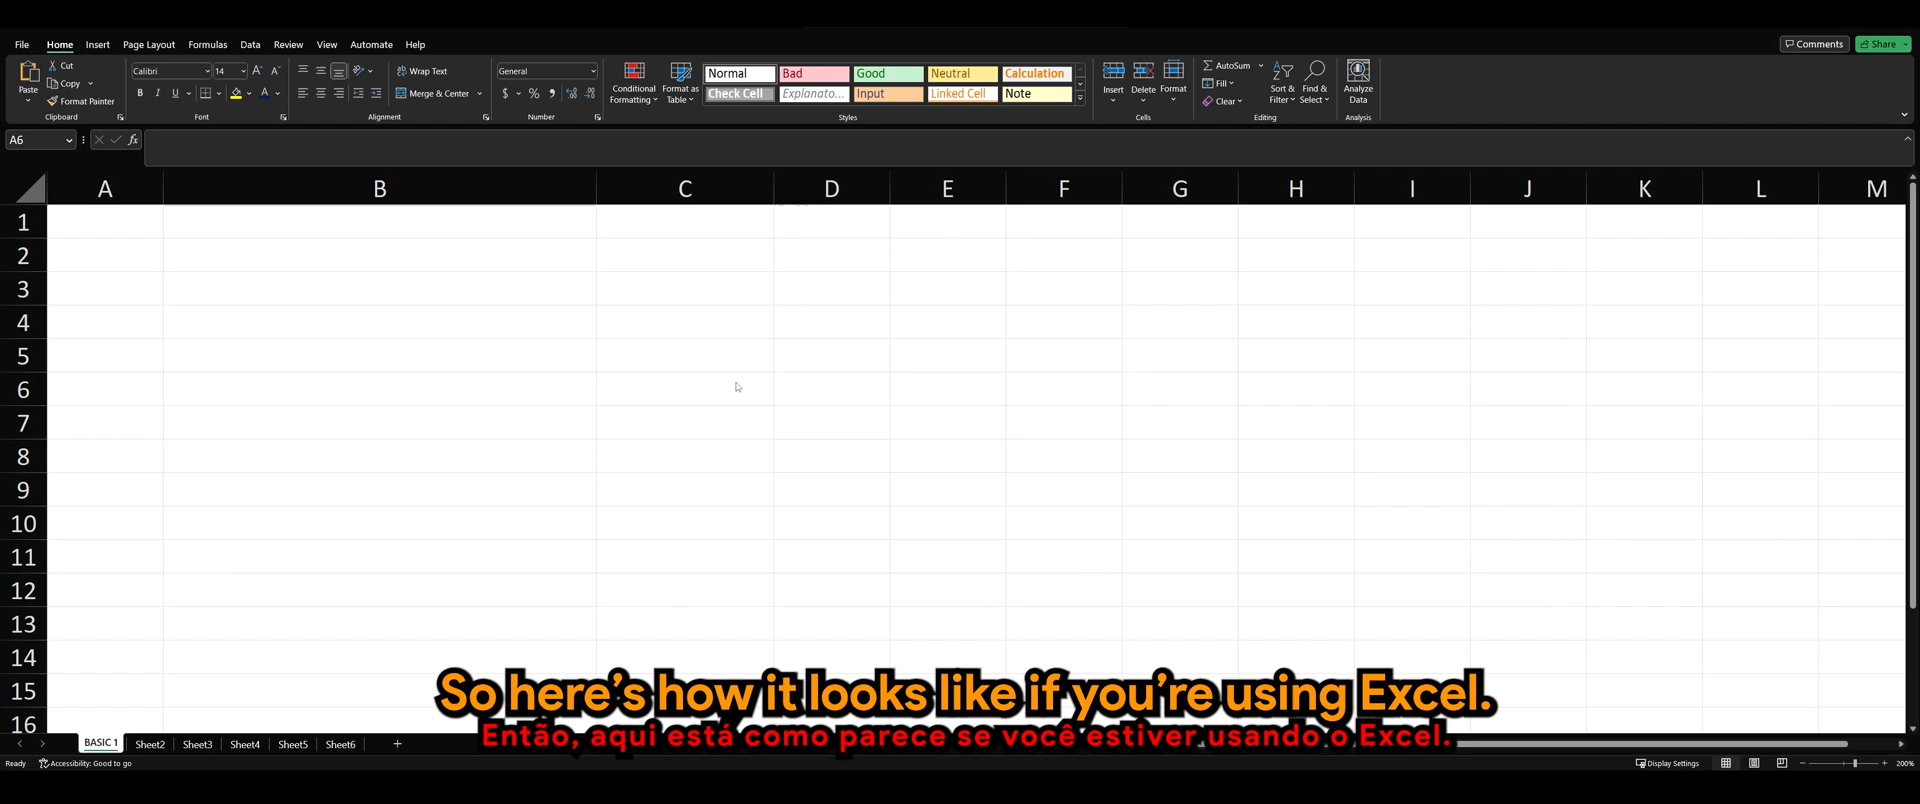 File Home Insert Page Layout Formulas Data Review View Automate Help Comments Share
Paste Cut Copy Format Painter Clipboard
Calibri 14 B I U Font
Wrap Text Merge & Center Alignment
General $ % Number
Conditional Formatting Format as Table
Normal Bad Good Neutral Calculation
Check Cell Explanato... Input Linked Cell Note
Styles
Insert Delete Format Cells
AutoSum Fill Clear Sort & Filter Find & Select Editing
Analyze Data Analysis
A6 fx
A B C D E F G H I J K L M
1
2
3
4
5
6
7
8
9
10
11
12
13
14
15
16
So here's how it looks like if you're using Excel.
Então, aqui está como parece se você estiver usando o Excel.
BASIC 1 Sheet2 Sheet3 Sheet4 Sheet5 Sheet6 +
Ready Accessibility: Good to go Display Settings 200%